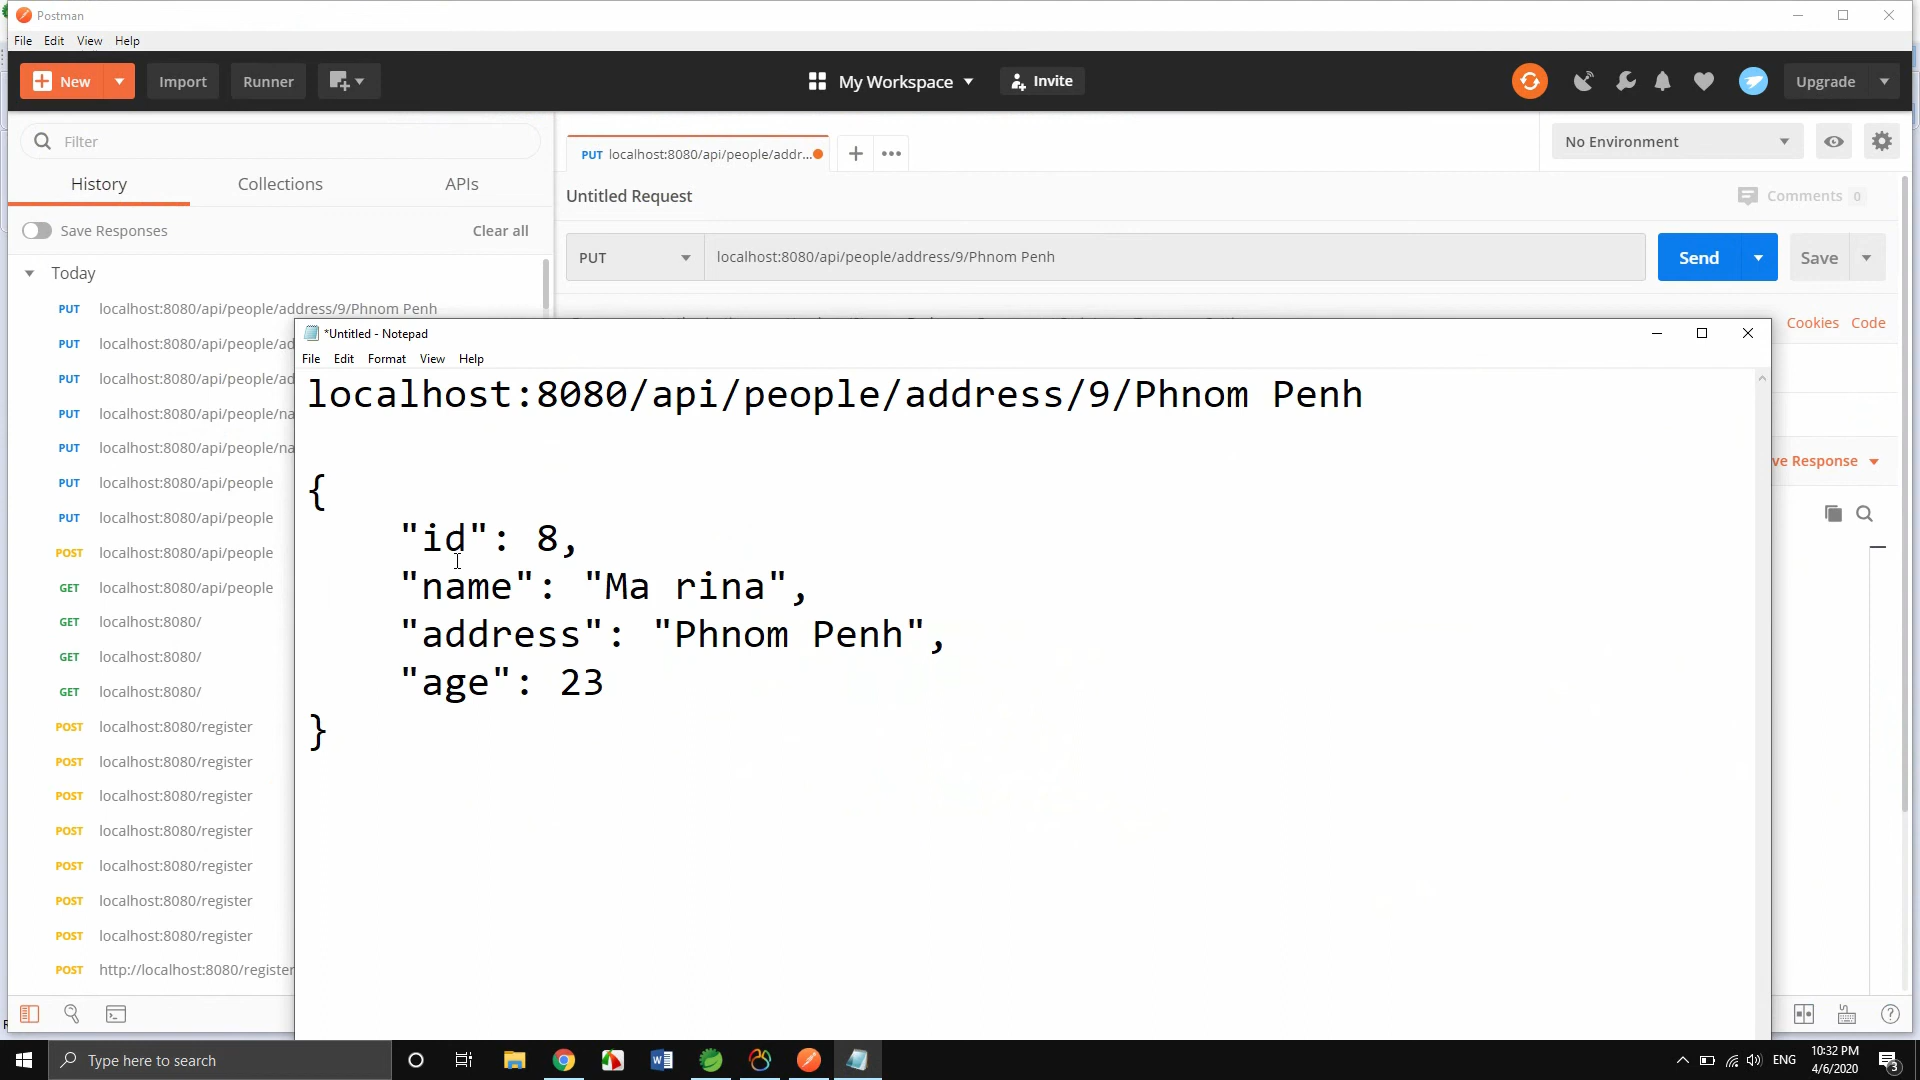 Postman
File Edit View Help
New Import Runner My Workspace Invite Upgrade
Filter
History Collections APIs
Save Responses Clear all
Today
PUT localhost:8080/api/people/address/9/Phnom Penh
PUT localhost:8080/api/people/ad
PUT localhost:8080/api/people/ad
PUT localhost:8080/api/people/na
PUT localhost:8080/api/people/na
PUT localhost:8080/api/people
PUT localhost:8080/api/people
POST localhost:8080/api/people
GET localhost:8080/api/people
GET localhost:8080/
GET localhost:8080/
GET localhost:8080/
POST localhost:8080/register
POST localhost:8080/register
POST localhost:8080/register
POST localhost:8080/register
POST localhost:8080/register
POST localhost:8080/register
POST localhost:8080/register
POST http://localhost:8080/register
PUT localhost:8080/api/people/addr...
No Environment
Untitled Request
Comments 0
PUT localhost:8080/api/people/address/9/Phnom Penh
Send Save
Cookies Code
ve Response
*Untitled - Notepad
File Edit Format View Help
localhost:8080/api/people/address/9/Phnom Penh
{
"id": 8,
"name": "Ma rina",
"address": "Phnom Penh",
"age": 23
}
Type here to search
ENG
10:32 PM
4/6/2020
3